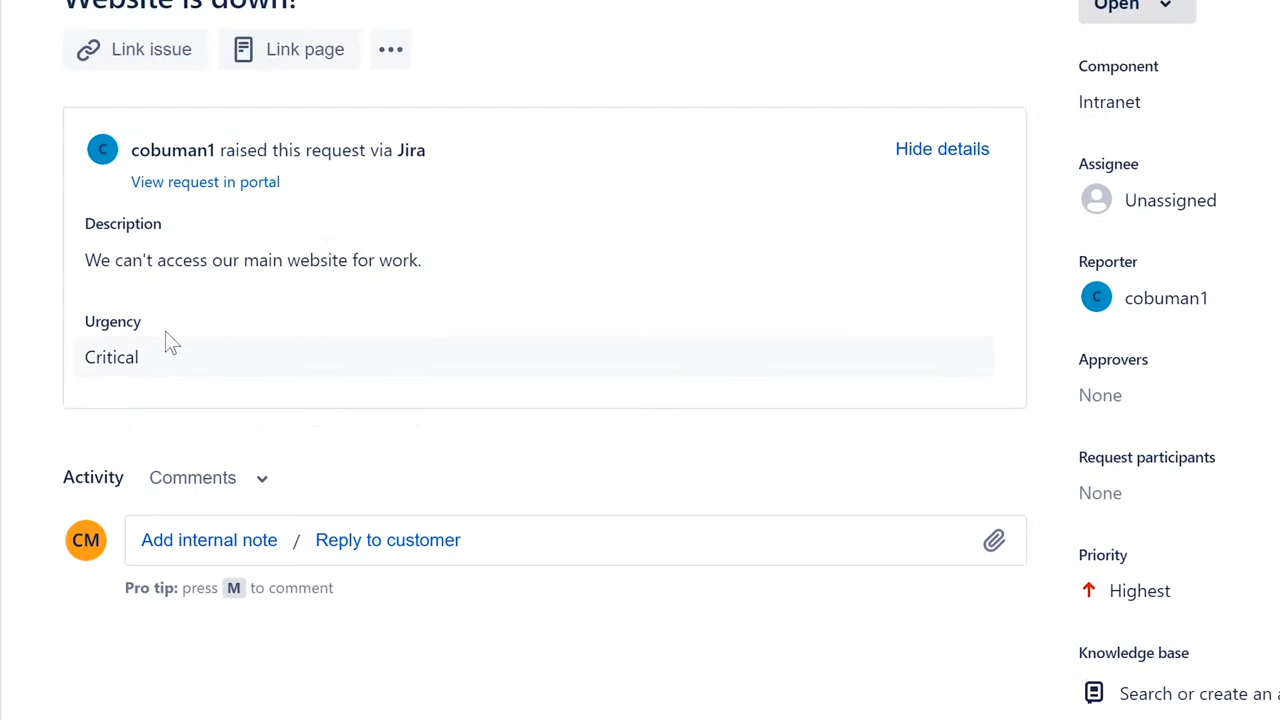 Website is down!
Link issue
Link page
C
cobuman1 raised this request via Jira
Hide details
View request in portal
Description
We can't access our main website for work.
Urgency
Critical
Activity
Comments
CM
Add internal note / Reply to customer
Pro tip: press M to comment
Open
Component
Intranet
Assignee
Unassigned
Reporter
C
cobuman1
Approvers
None
Request participants
None
Priority
Highest
Knowledge base
Search or create an a